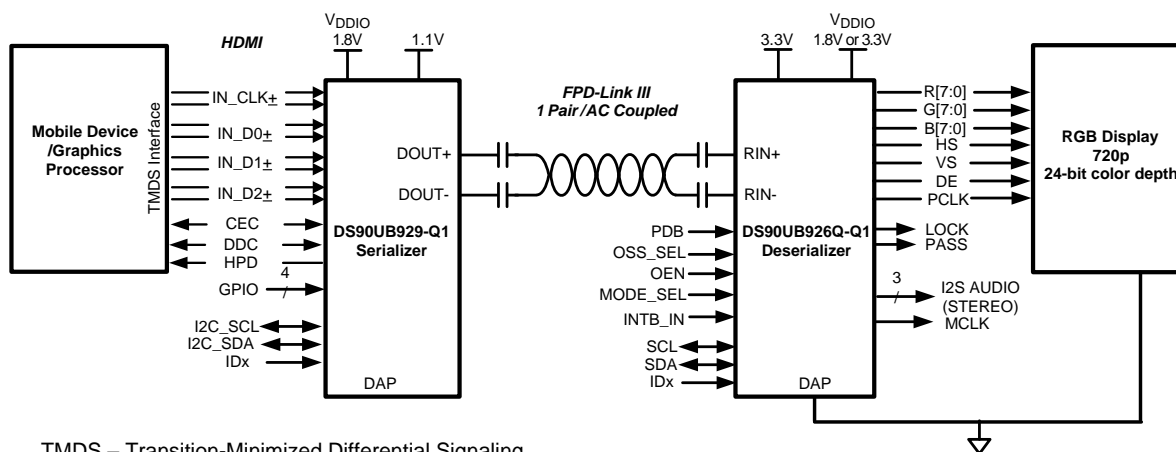 HDMI
VDDIO
1.8V
1.1V
3.3V
VDDIO
1.8V or 3.3V
FPD-Link III
1 Pair /AC Coupled
Mobile Device
/Graphics
Processor
TMDS Interface
IN_CLK±
IN_D0±
IN_D1±
IN_D2±
CEC
DDC
HPD
4
GPIO
I2C_SCL
I2C_SDA
IDx
DOUT+
DOUT-
DS90UB929-Q1
Serializer
DAP
RIN+
RIN-
DS90UB926Q-Q1
Deserializer
DAP
PDB
OSS_SEL
OEN
MODE_SEL
INTB_IN
SCL
SDA
IDx
R[7:0]
G[7:0]
B[7:0]
HS
VS
DE
PCLK
LOCK
PASS
3
I2S AUDIO
(STEREO)
MCLK
RGB Display
720p
24-bit color depth
TMDS – Transition-Minimized Differential Signaling